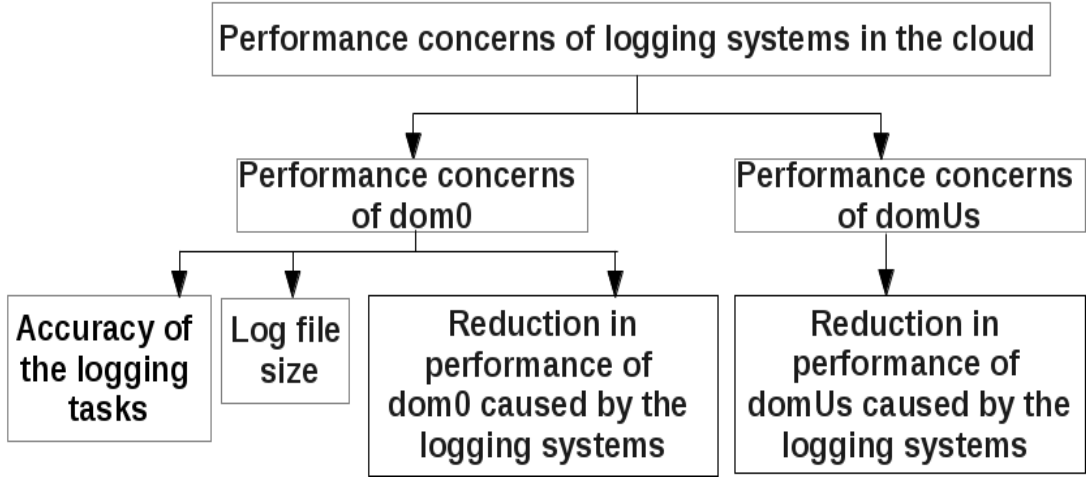 Performance concerns of logging systems in the cloud
Performance concerns
of dom0
Performance concerns
of domUs
Accuracy of
the logging
tasks
Log file
size
Reduction in
performance of
dom0 caused by the
logging systems
Reduction in
performance of
domUs caused by the
logging systems